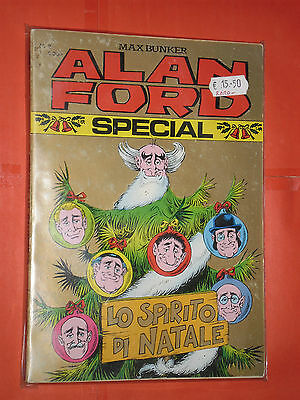 MAX BUNKER
ALAN
FORD
€ 15.50
SPECIAL
LO SPIRITO
DI NATALE